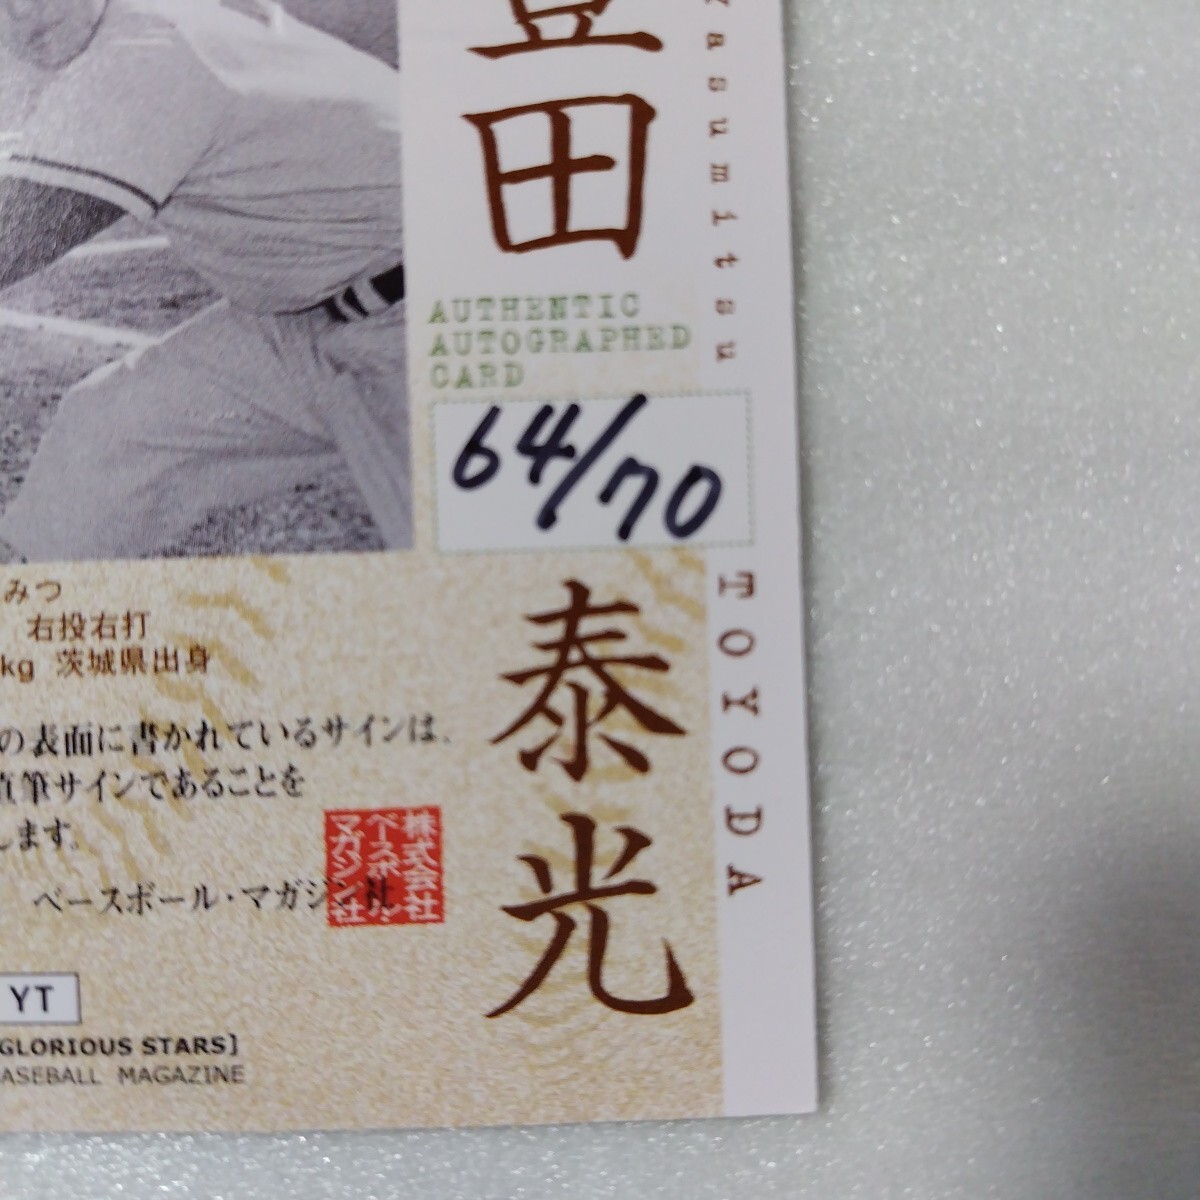 豊田
Yasumitsu
AUTHENTIC
AUTOGRAPHED
CARD
64/70
TOYODA
泰光
みつ
右投右打
kg 茨城県出身
の表面に書かれているサインは、
直筆サインであることを
します。
ベースボール・マガジン社
株式会社
ベースボール
マガジン社
YT
GLORIOUS STARS]
ASEBALL MAGAZINE